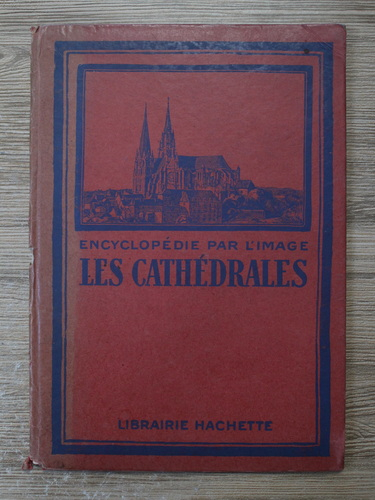 ENCYCLOPÉDIE PAR L'IMAGE
LES CATHÉDRALES
LIBRAIRIE HACHETTE